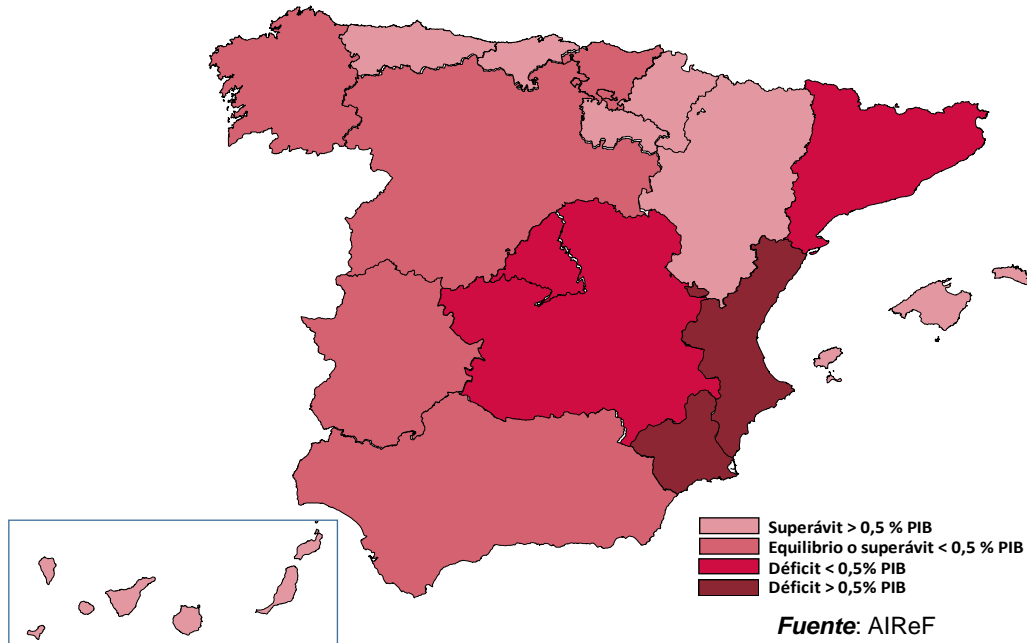 Superávit > 0,5 % PIB
Equilibrio o superávit < 0,5 % PIB
Déficit < 0,5% PIB
Déficit > 0,5% PIB
Fuente: AIReF